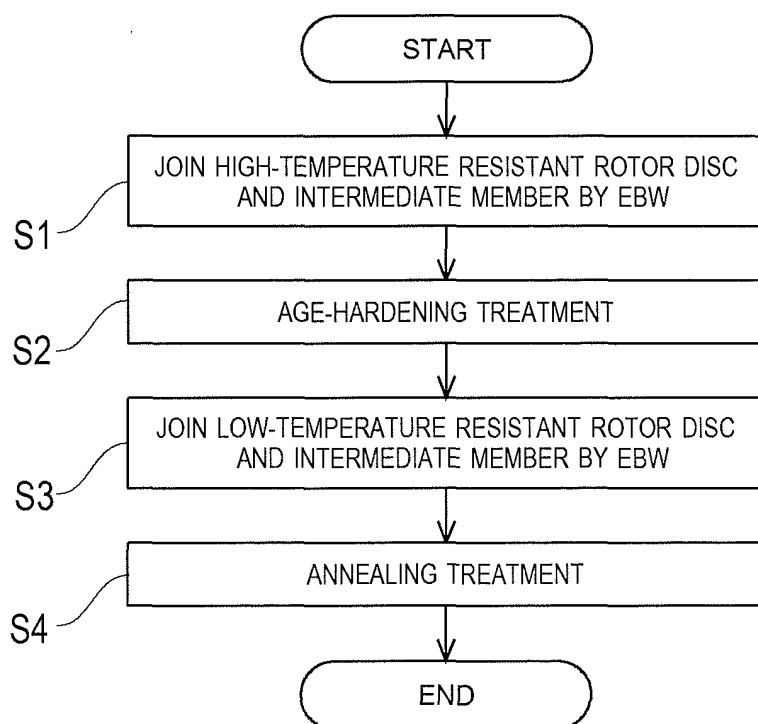 START
JOIN HIGH-TEMPERATURE RESISTANT ROTOR DISC
AND INTERMEDIATE MEMBER BY EBW
S1
AGE-HARDENING TREATMENT
S2
JOIN LOW-TEMPERATURE RESISTANT ROTOR DISC
AND INTERMEDIATE MEMBER BY EBW
S3
ANNEALING TREATMENT
S4
END